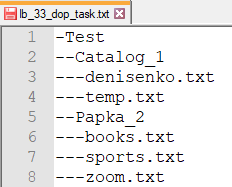 lb_33_dop_task.txt
1 -Test
2 --Catalog_1
3 ---denisenko.txt
4 ---temp.txt
5 --Papka_2
6 ---books.txt
7 ---sports.txt
8 ---zoom.txt